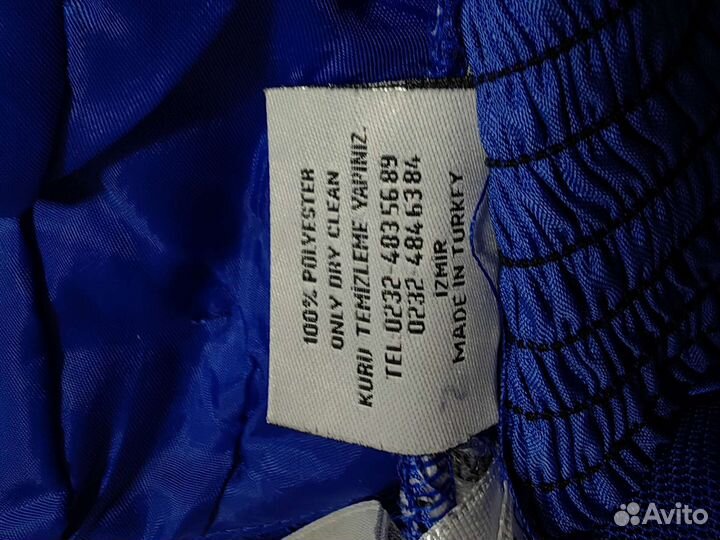 100% POLYESTER
ONLY DRY CLEAN
KURU TEMİZLEME YAPINIZ.
TEL:0232-483 56 89
0232-484 63 84
İZMİR
MADE IN TURKEY
Avito